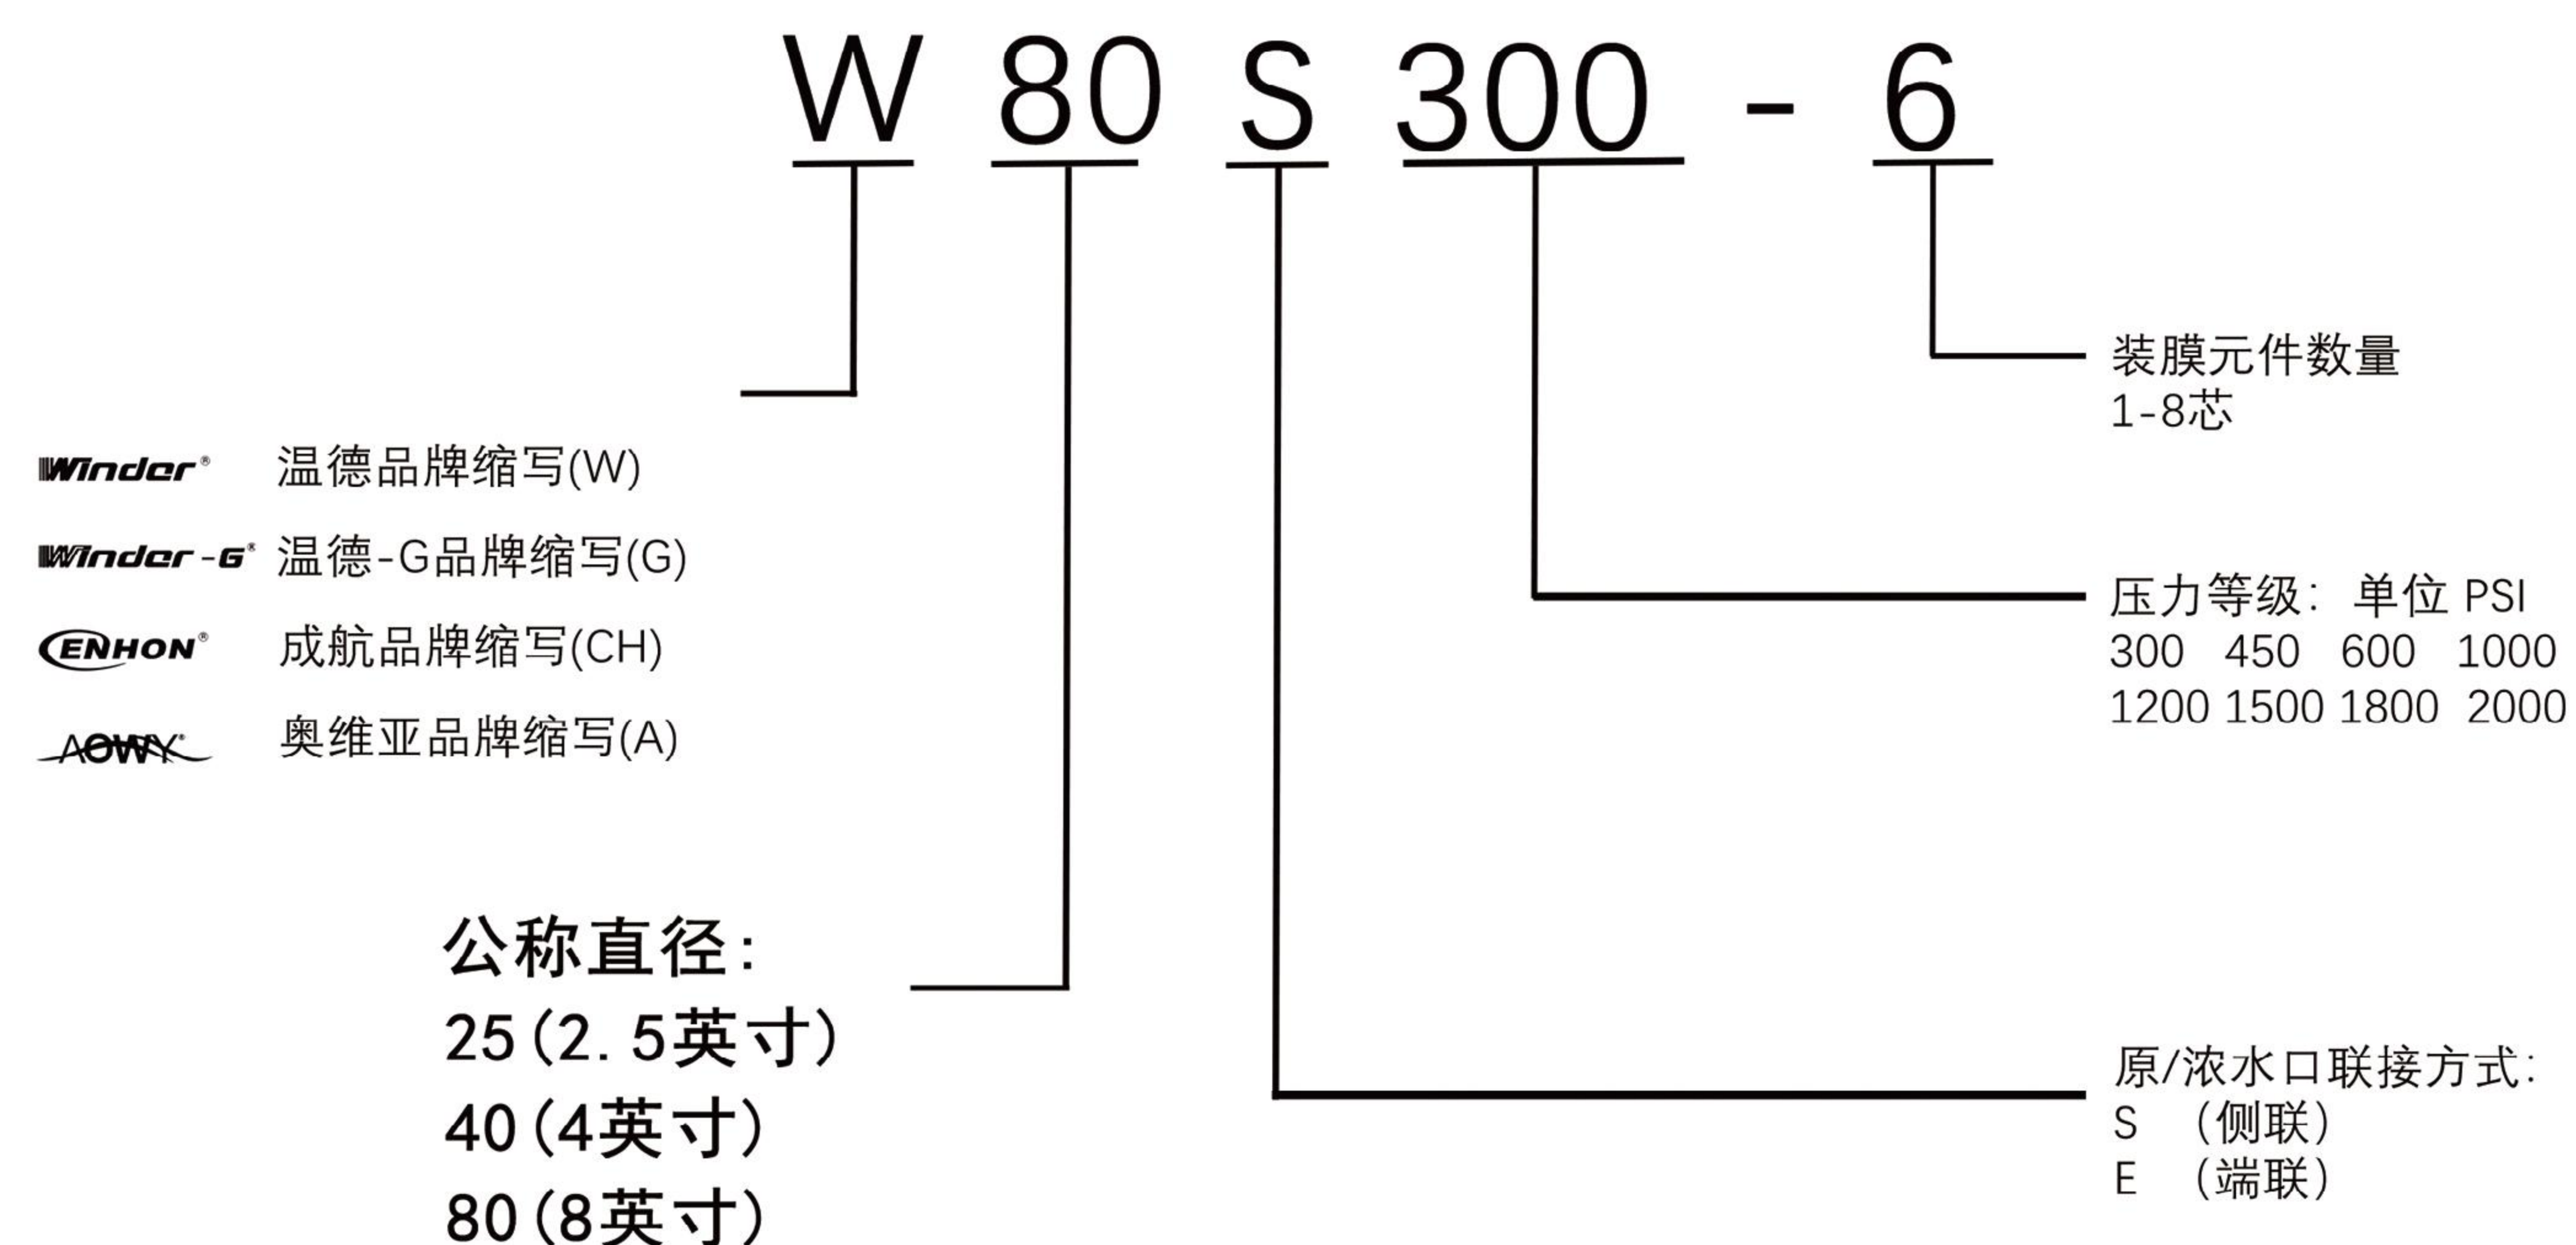 W 80 S 300 - 6
装膜元件数量
1-8芯
Winder® 温德品牌缩写(W)
Winder-G® 温德-G品牌缩写(G)
CENHON® 成航品牌缩写(CH)
AOWY® 奥维亚品牌缩写(A)
压力等级： 单位 PSI
300 450 600 1000
1200 1500 1800 2000
公称直径：
25(2.5英寸)
40(4英寸)
80(8英寸)
原/浓水口联接方式：
S （侧联）
E （端联）